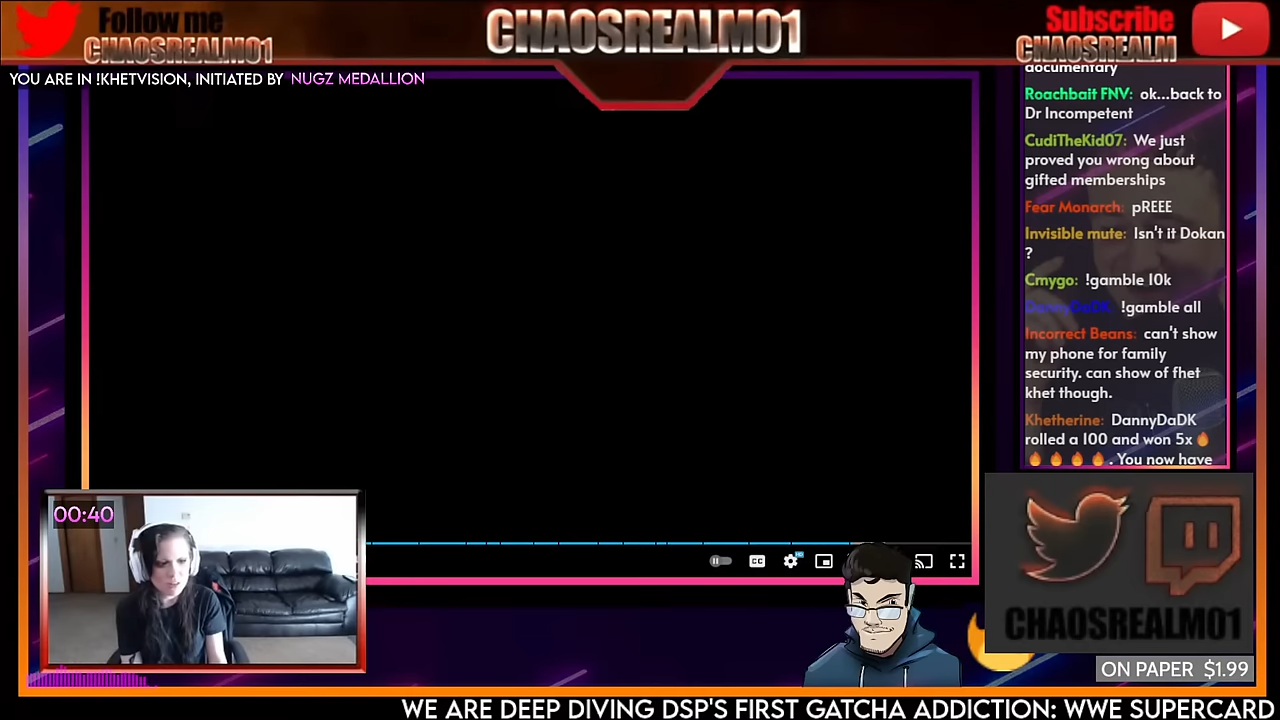 Follow me
CHAOSREALM01
CHAOSREALM01
Subscribe
CHAOSREALM
YOU ARE IN !KHETVISION, INITIATED BY NUGZ MEDALLION
documentary
Roachbait FNV: ok...back to
Dr Incompetent
CudiTheKid07: We just
proved you wrong about
gifted memberships
Fear Monarch: pREEE
Invisible mute: Isn't it Dokan
?
Cmygo: !gamble 10k
DannyDaDK: !gamble all
Incorrect Beans: can't show
my phone for family
security. can show of fhet
khet though.
Khetherine: DannyDaDK
rolled a 100 and won 5x 🔥
🔥 🔥 🔥 🔥 . You now have
00:40
CC
HD
CHAOSREALM01
ON PAPER $1.99
WE ARE DEEP DIVING DSP'S FIRST GATCHA ADDICTION: WWE SUPERCARD